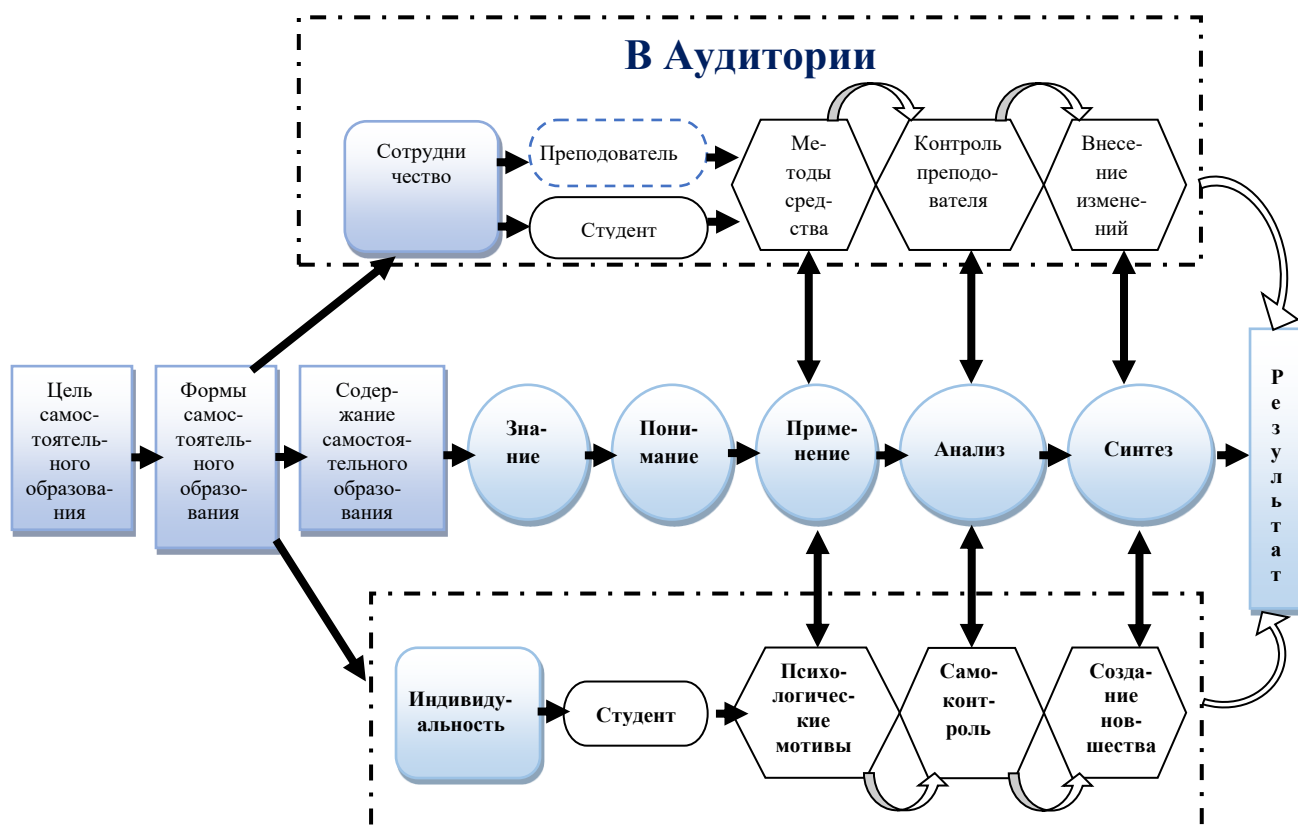 В Аудитории
Сотрудни
чество
Преподователь
Студент
Ме-
тоды
сред-
ства
Контроль
преподо-
вателя
Внесе-
ние
измене-
ний
Цель
самос-
тоятель-
ного
образова-
ния
Формы
самос-
тоятель-
ного
образо-
вания
Содер-
жание
самостоя-
тельного
образо-
вания
Зна-
ние
Пони-
мание
Приме-
нение
Анализ
Синтез
Р
е
з
у
л
ь
т
а
т
Индивиду-
альность
Студент
Психо-
логичес-
кие
мотивы
Само-
конт-
роль
Созда-
ние
нов-
шества